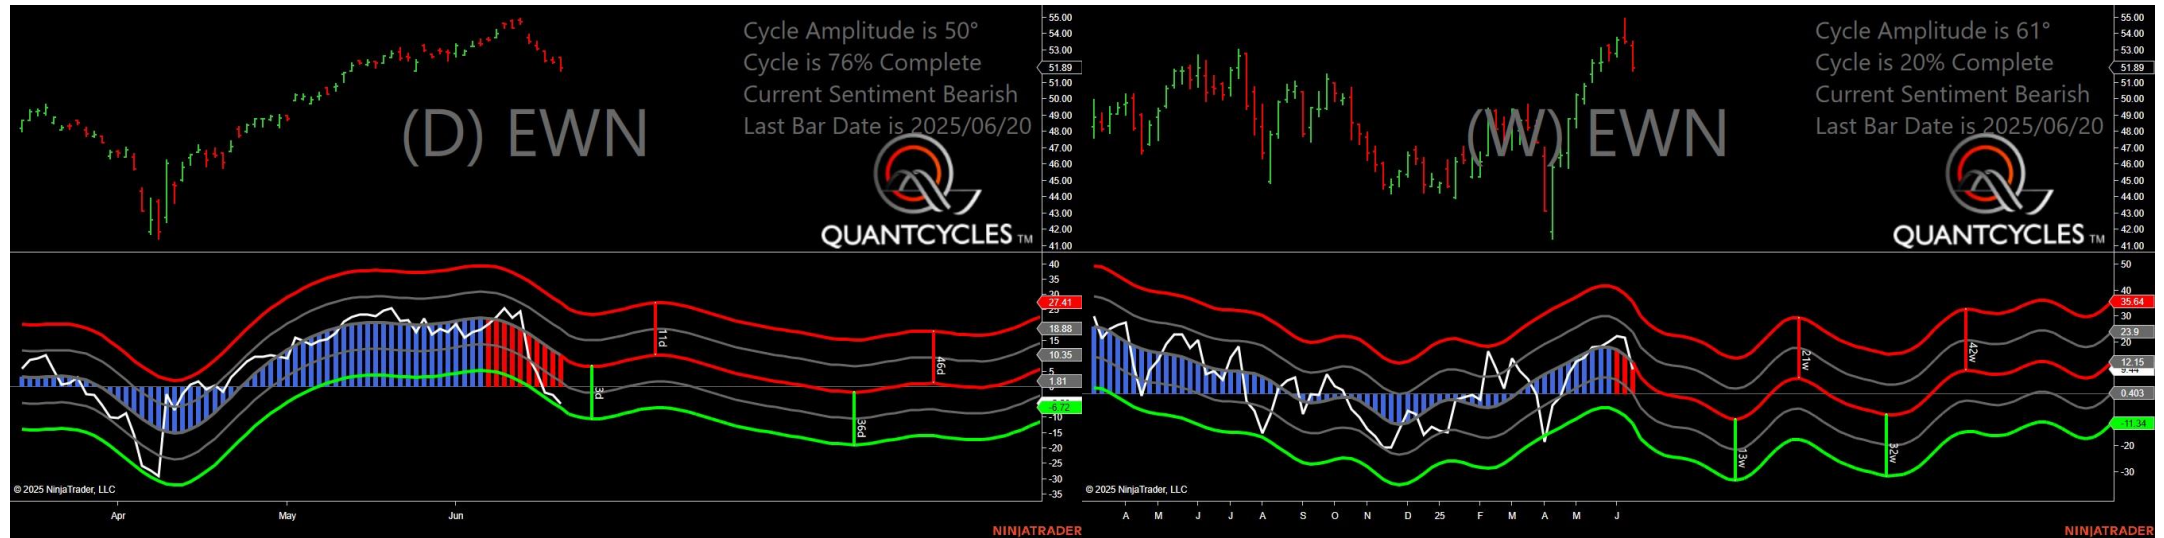 Cycle Amplitude is 50°
Cycle is 76% Complete
Current Sentiment Bearish
Last Bar Date is 2025/06/20
(D) EWN
QUANTCYCLES TM
55.00
54.00
53.00
51.89
51.00
50.00
49.00
48.00
47.00
46.00
45.00
44.00
43.00
42.00
41.00
40
35
30
27.41
18.88
15
10.35
5
1.81
-6.72
-10
-15
-20
-25
-30
-35
11d
46d
3d
36d
© 2025 NinjaTrader, LLC
Apr May Jun
NINJATRADER
Cycle Amplitude is 61°
Cycle is 20% Complete
Current Sentiment Bearish
Last Bar Date is 2025/06/20
(W) EWN
QUANTCYCLES TM
55.00
54.00
53.00
51.89
51.00
50.00
49.00
48.00
47.00
46.00
45.00
44.00
43.00
42.00
41.00
50
40
35.64
30
23.9
20
12.15
9.44
0.403
-11.34
-20
-30
21w
42w
13w
32w
© 2025 NinjaTrader, LLC
A M J J A S O N D 25 F M A M J
NINJATRADER